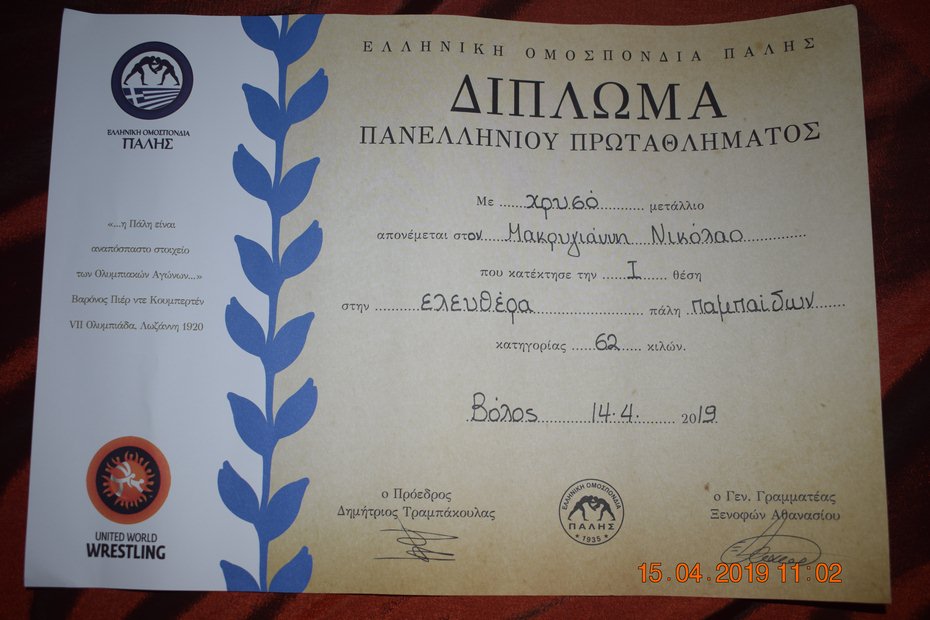 ΕΛΛΗΝΙΚΗ ΟΜΟΣΠΟΝΔΙΑ
ΠΑΛΗΣ
«...η Πάλη είναι
αναπόσπαστο στοιχείο
των Ολυμπιακών Αγώνων...»
Βαρόνος Πιέρ ντε Κουμπερτέν
VII Ολυμπιάδα, Λωζάννη 1920
UNITED WORLD
WRESTLING
ΕΛΛΗΝΙΚΗ ΟΜΟΣΠΟΝΔΙΑ ΠΑΛΗΣ
ΔΙΠΛΩΜΑ
ΠΑΝΕΛΛΗΝΙΟΥ ΠΡΩΤΑΘΛΗΜΑΤΟΣ
Με χρυσό μετάλλιο
απονέμεται στον Μακρυγιάννη Νικόλαο
που κατέκτησε την Ι θέση
στην ελευθέρα πάλη παμπαίδων
κατηγορίας 62 κιλών.
Βόλος 14.4. 2019
ο Πρόεδρος
Δημήτριος Τραμπάκουλας
ΕΛΛΗΝΙΚΗ ΟΜΟΣΠΟΝΔΙΑ
ΠΑΛΗΣ
1935
ο Γεν. Γραμματέας
Ξενοφών Αθανασίου
15.04.2019 11:02